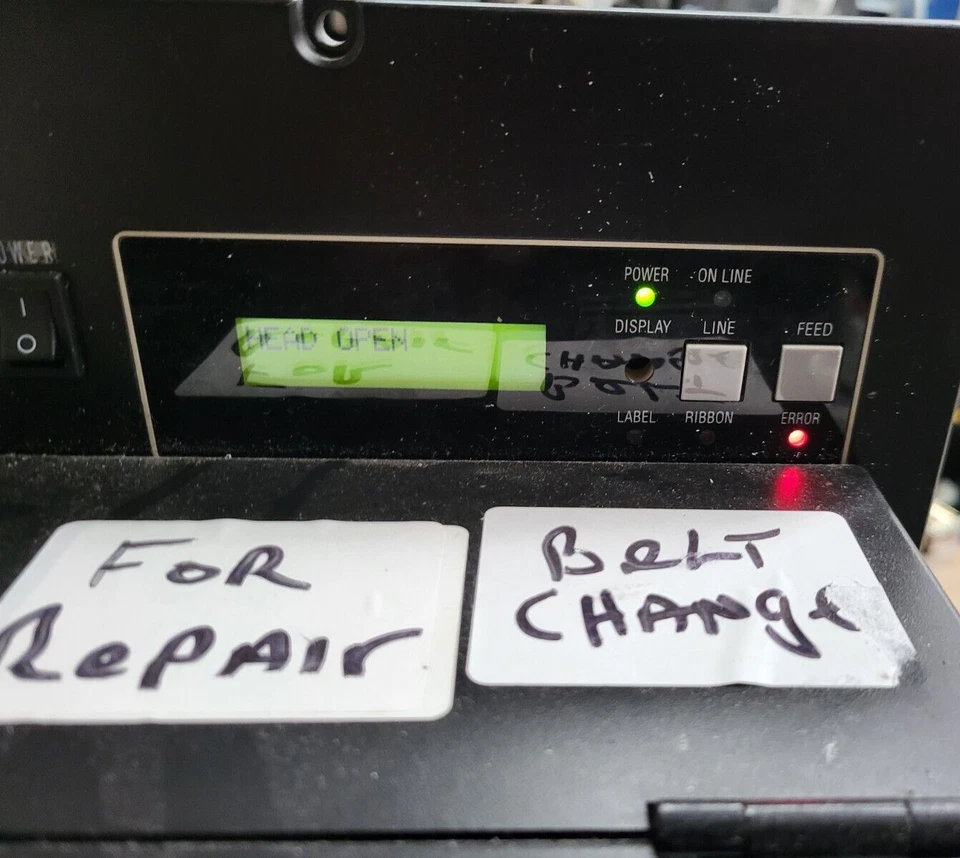 POWER
POWER ON LINE
DISPLAY LINE FEED
HEAD OPEN
LABEL RIBBON ERROR
FOR
RePAIr
BeLT
CHANge